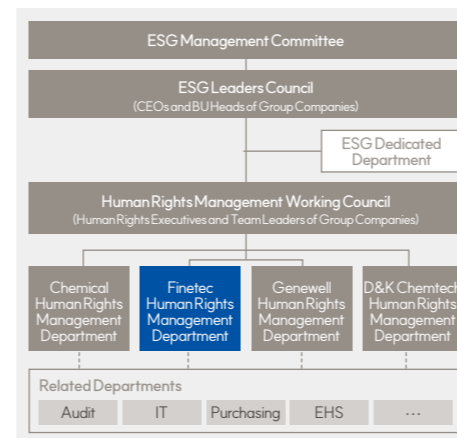 ESG Management Committee
ESG Leaders Council
(CEOs and BU Heads of Group Companies)
ESG Dedicated
Department
Human Rights Management Working Council
(Human Rights Executives and Team Leaders of Group Companies)
Chemical
Human Rights
Management
Department
Finetec
Human Rights
Management
Department
Genewell
Human Rights
Management
Department
D&K Chemtech
Human Rights
Management
Department
Related Departments
Audit
IT
Purchasing
EHS
···